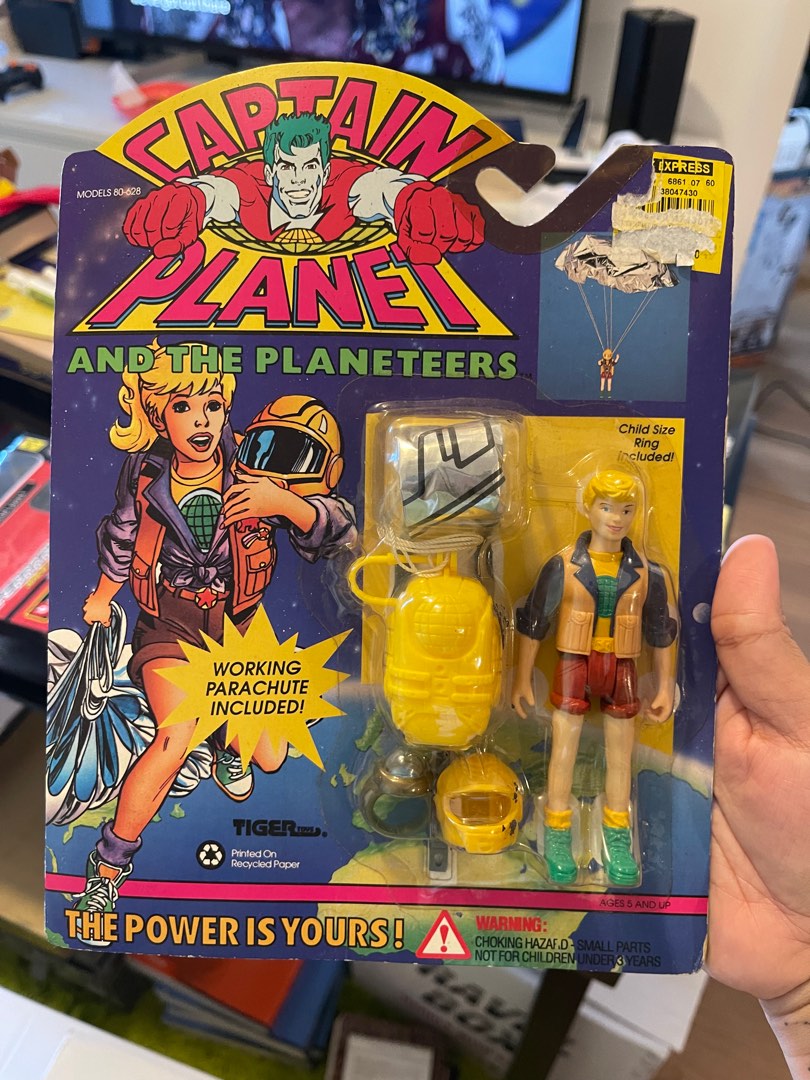 CAPTAIN
PLANET
AND THE PLANETEERS
MODELS 80-628
EXPRESS
6861 07 60
38047430
0
Child Size
Ring
Included!
WORKING
PARACHUTE
INCLUDED!
TIGER TOYS
Printed On
Recycled Paper
AGES 5 AND UP
THE POWER IS YOURS!
WARNING:
CHOKING HAZARD - SMALL PARTS
NOT FOR CHILDREN UNDER 3 YEARS